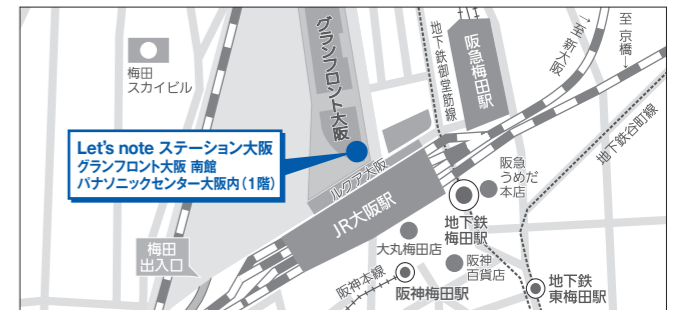 梅田
スカイビル
グランフロント大阪
地下鉄御堂筋線
阪急梅田駅
→至 新大阪
至 京橋→
Let's note ステーション大阪
グランフロント大阪 南館
パナソニックセンター大阪内（1階）
ルクア大阪
JR大阪駅
阪急
うめだ
本店
地下鉄谷町線
地下鉄
梅田駅
梅田
出入口
大丸梅田店
阪神
百貨店
阪神本線
阪神梅田駅
地下鉄
東梅田駅